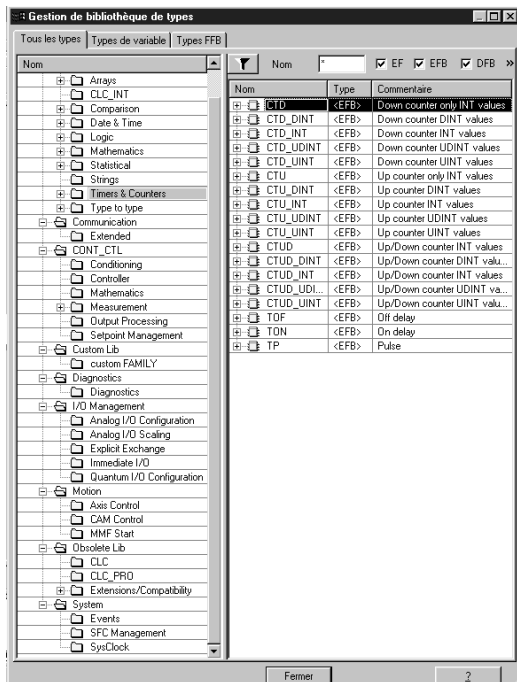 Gestion de bibliothèque de types
Tous les types Types de variable Types FFB
Nom
Arrays
CLC_INT
Comparison
Date & Time
Logic
Mathematics
Statistical
Strings
Timers & Counters
Type to type
Communication
Extended
CONT_CTL
Conditioning
Controller
Mathematics
Measurement
Output Processing
Setpoint Management
Custom Lib
custom FAMILY
Diagnostics
Diagnostics
I/O Management
Analog I/O Configuration
Analog I/O Scaling
Explicit Exchange
Immediate I/O
Quantum I/O Configuration
Motion
Axis Control
CAM Control
MMF Start
Obsolete Lib
CLC
CLC_PRO
Extensions/Compatibility
System
Events
SFC Management
SysClock
Nom * EF EFB DFB »
Nom Type Commentaire
CTD <EFB> Down counter only INT values
CTD_DINT <EFB> Down counter DINT values
CTD_INT <EFB> Down counter INT values
CTD_UDINT <EFB> Down counter UDINT values
CTD_UINT <EFB> Down counter UINT values
CTU <EFB> Up counter only INT values
CTU_DINT <EFB> Up counter DINT values
CTU_INT <EFB> Up counter INT values
CTU_UDINT <EFB> Up counter UDINT values
CTU_UINT <EFB> Up counter UINT values
CTUD <EFB> Up/Down counter INT values
CTUD_DINT <EFB> Up/Down counter DINT valu...
CTUD_INT <EFB> Up/Down counter INT values
CTUD_UDI... <EFB> Up/Down counter UDINT va...
CTUD_UINT <EFB> Up/Down counter UINT valu...
TOF <EFB> Off delay
TON <EFB> On delay
TP <EFB> Pulse
Fermer ?